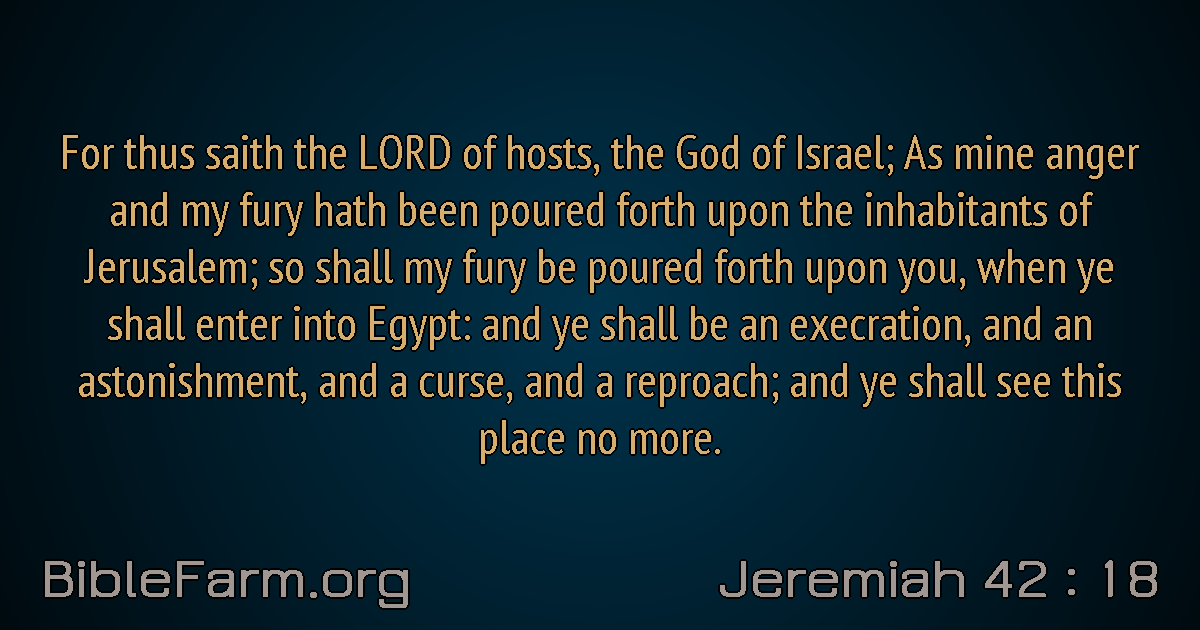 For thus saith the LORD of hosts, the God of Israel; As mine anger
and my fury hath been poured forth upon the inhabitants of
Jerusalem; so shall my fury be poured forth upon you, when ye
shall enter into Egypt: and ye shall be an execration, and an
astonishment, and a curse, and a reproach; and ye shall see this
place no more.
BibleFarm.org
Jeremiah 42 : 18